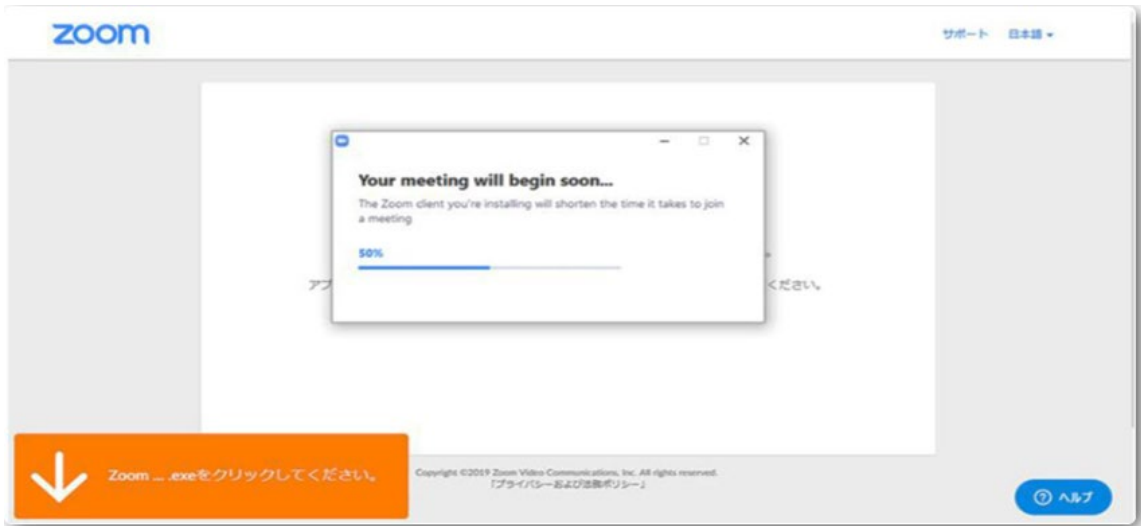 zoom
サポート 日本語
Your meeting will begin soon...
The Zoom client you're installing will shorten the time it takes to join
a meeting
50%
アプ
ください。
Zoom ... .exeをクリックしてください。
Copyright ©2019 Zoom Video Communications, Inc. All rights reserved.
「プライバシーおよび法務ポリシー」
ヘルプ